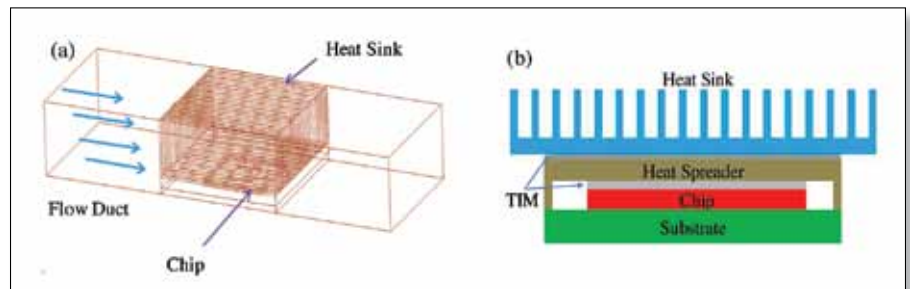 (a)
Heat Sink
Flow Duct
Chip
(b)
Heat Sink
Heat Spreader
TIM
Chip
Substrate